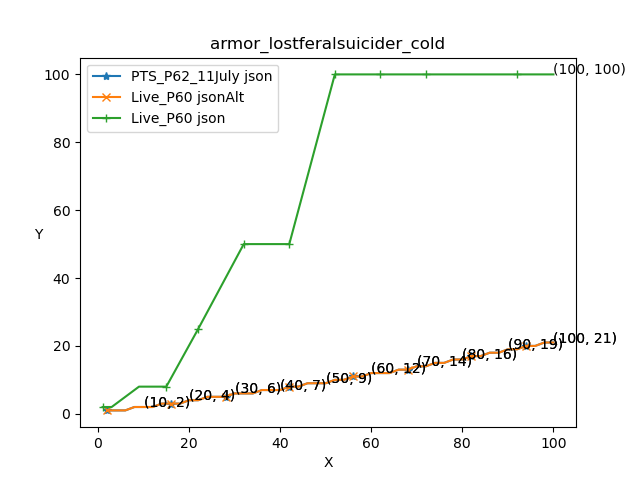 armor_lostferalsuicider_cold
PTS_P62_11July json
Live_P60 jsonAlt
Live_P60 json
(100, 100)
100
80
60
Y
40
20
0
(10, 2)
(20, 4)
(30, 6)
(40, 7)
(50, 9)
(60, 12)
(70, 14)
(80, 16)
(90, 19)
(100, 21)
0 20 40 60 80 100
X